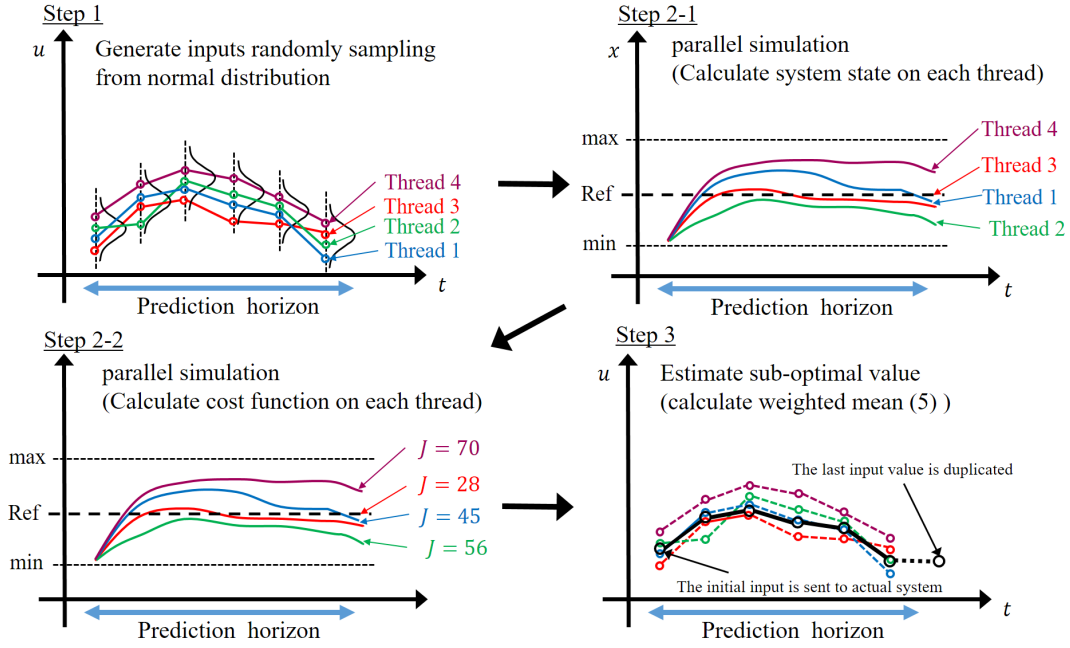 Step 1
u
Generate inputs randomly sampling
from normal distribution
Thread 4
Thread 3
Thread 2
Thread 1
t
Prediction horizon
Step 2-1
x
parallel simulation
(Calculate system state on each thread)
max
Ref
min
Thread 4
Thread 3
Thread 1
Thread 2
t
Prediction horizon
Step 2-2
parallel simulation
(Calculate cost function on each thread)
max
Ref
min
J = 70
J = 28
J = 45
J = 56
Prediction horizon
Step 3
u
Estimate sub-optimal value
(calculate weighted mean (5) )
The last input value is duplicated
The initial input is sent to actual system
t
Prediction horizon